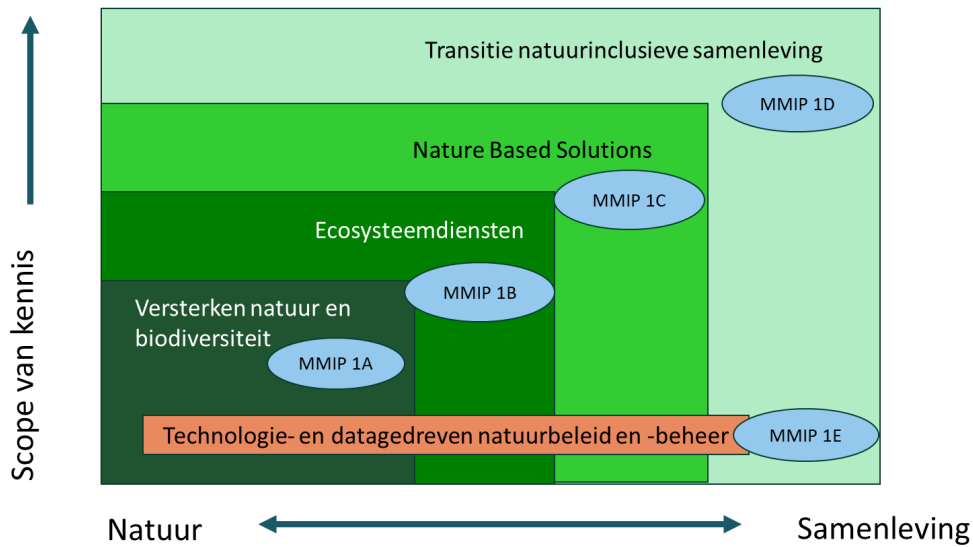 Transitie natuurinclusieve samenleving
MMIP 1D
Nature Based Solutions
MMIP 1C
Ecosysteemdiensten
MMIP 1B
Versterken natuur en
biodiversiteit
MMIP 1A
Technologie- en datagedreven natuurbeleid en -beheer
MMIP 1E
Scope van kennis
Natuur
Samenleving